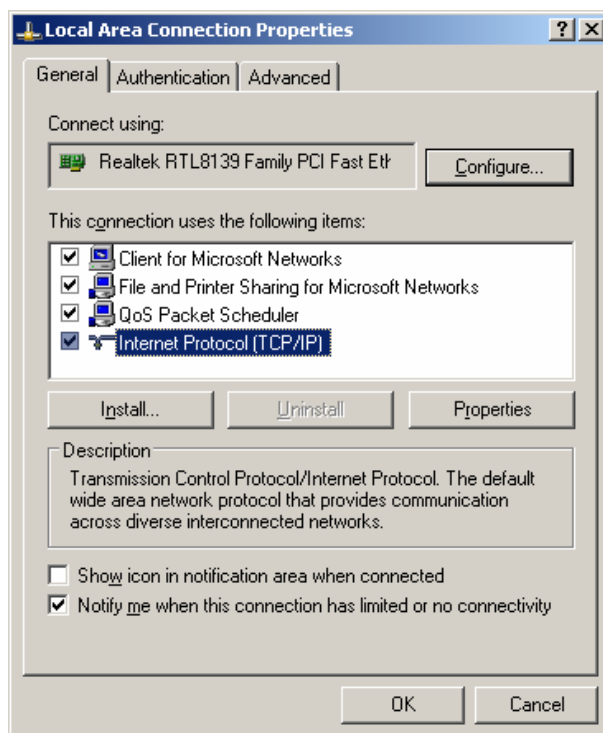 Local Area Connection Properties
General Authentication Advanced
Connect using:
Realtek RTL8139 Family PCI Fast Eth
Configure...
This connection uses the following items:
Client for Microsoft Networks
File and Printer Sharing for Microsoft Networks
QoS Packet Scheduler
Internet Protocol (TCP/IP)
Install... Uninstall Properties
Description
Transmission Control Protocol/Internet Protocol. The default
wide area network protocol that provides communication
across diverse interconnected networks.
Show icon in notification area when connected
Notify me when this connection has limited or no connectivity
OK Cancel